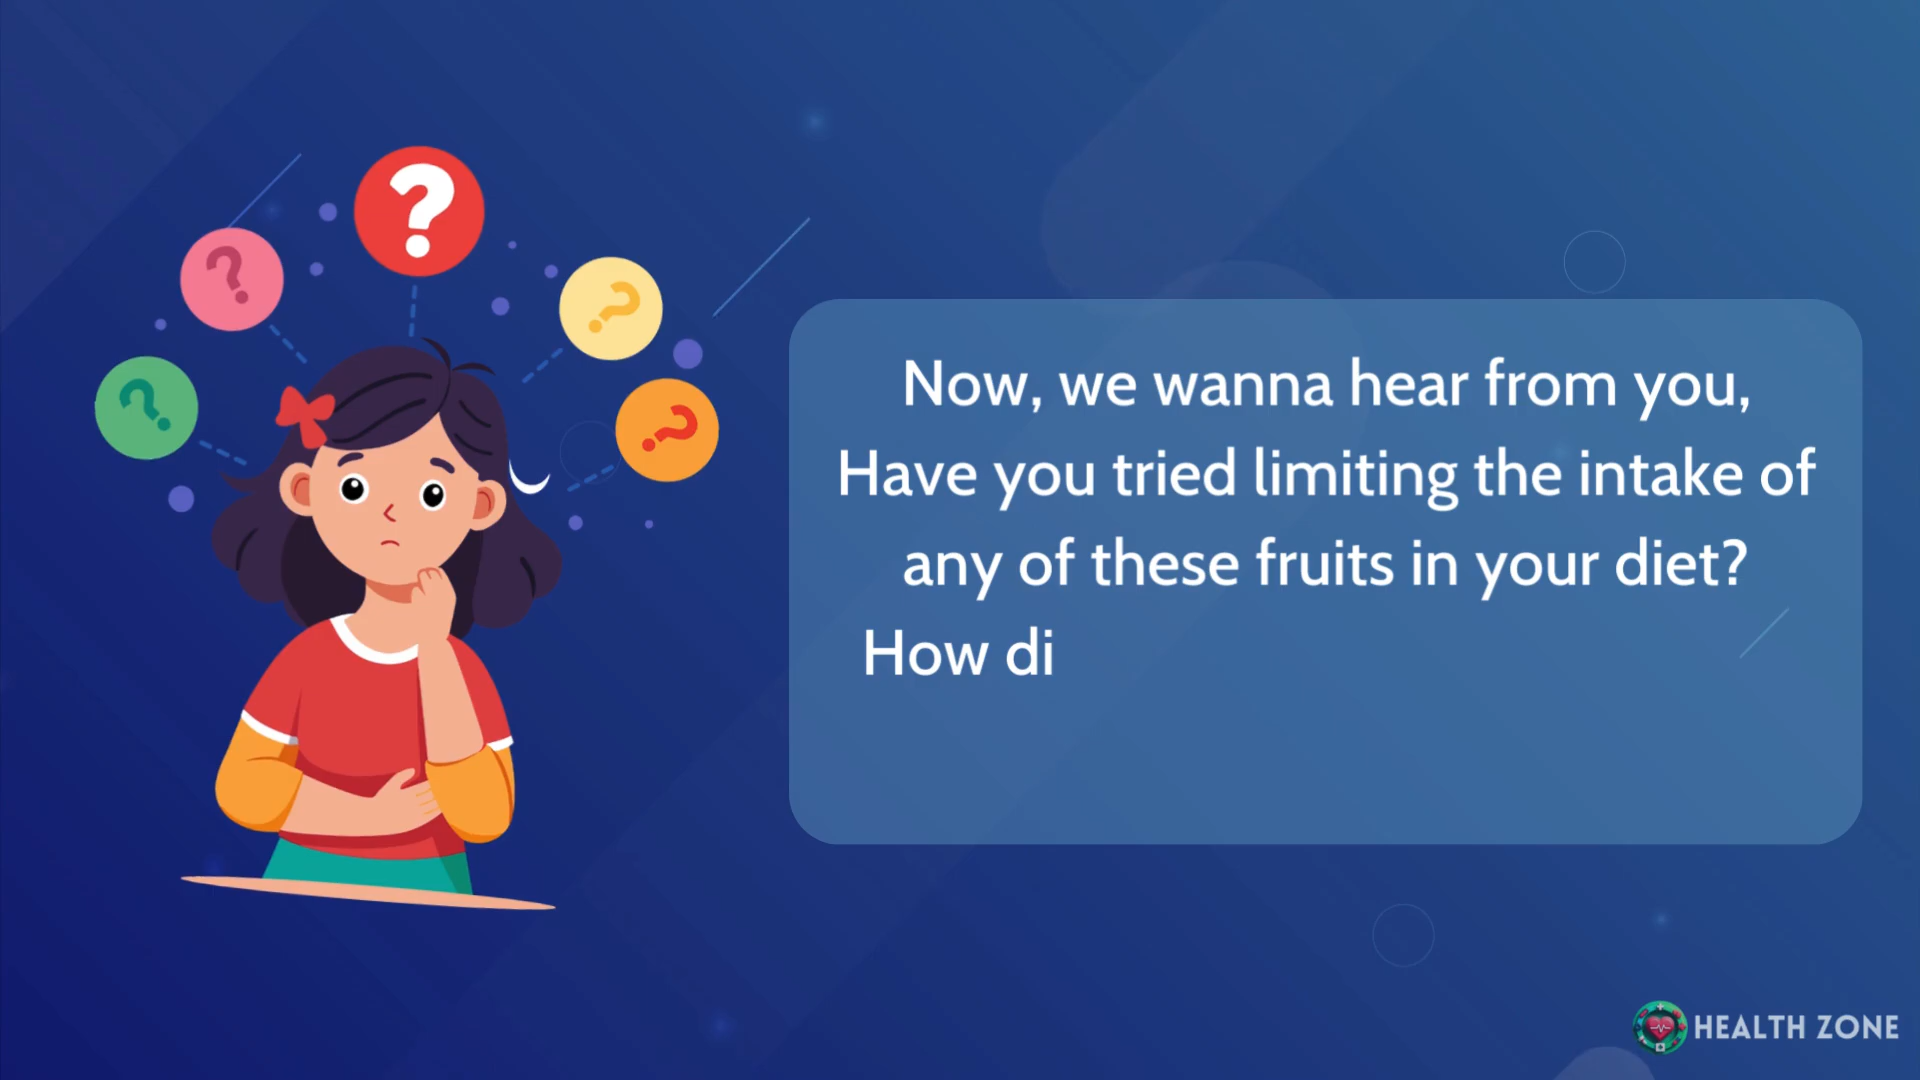 ?
?
?
?
?
Now, we wanna hear from you,
Have you tried limiting the intake of
any of these fruits in your diet?
How di
HEALTH ZONE